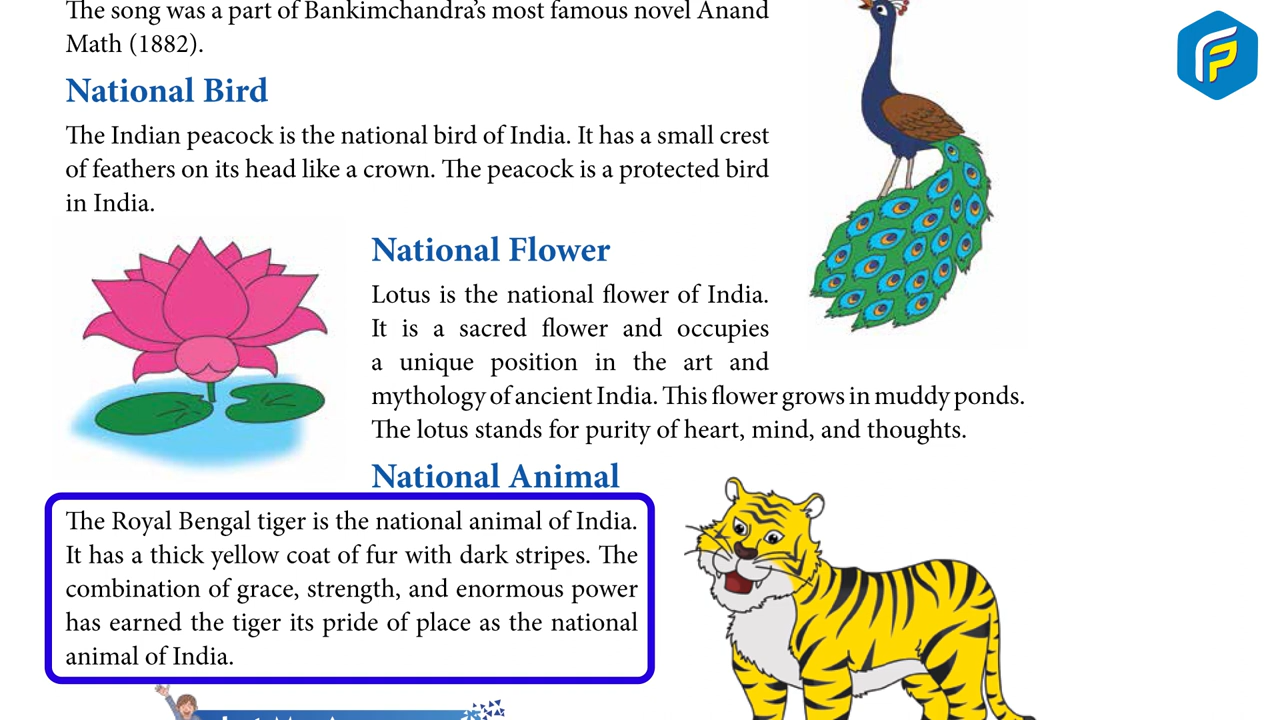 The song was a part of Bankimchandra's most famous novel Anand
Math (1882).
National Bird
The Indian peacock is the national bird of India. It has a small crest
of feathers on its head like a crown. The peacock is a protected bird
in India.
National Flower
Lotus is the national flower of India.
It is a sacred flower and occupies
a unique position in the art and
mythology of ancient India. This flower grows in muddy ponds.
The lotus stands for purity of heart, mind, and thoughts.
National Animal
The Royal Bengal tiger is the national animal of India.
It has a thick yellow coat of fur with dark stripes. The
combination of grace, strength, and enormous power
has earned the tiger its pride of place as the national
animal of India.